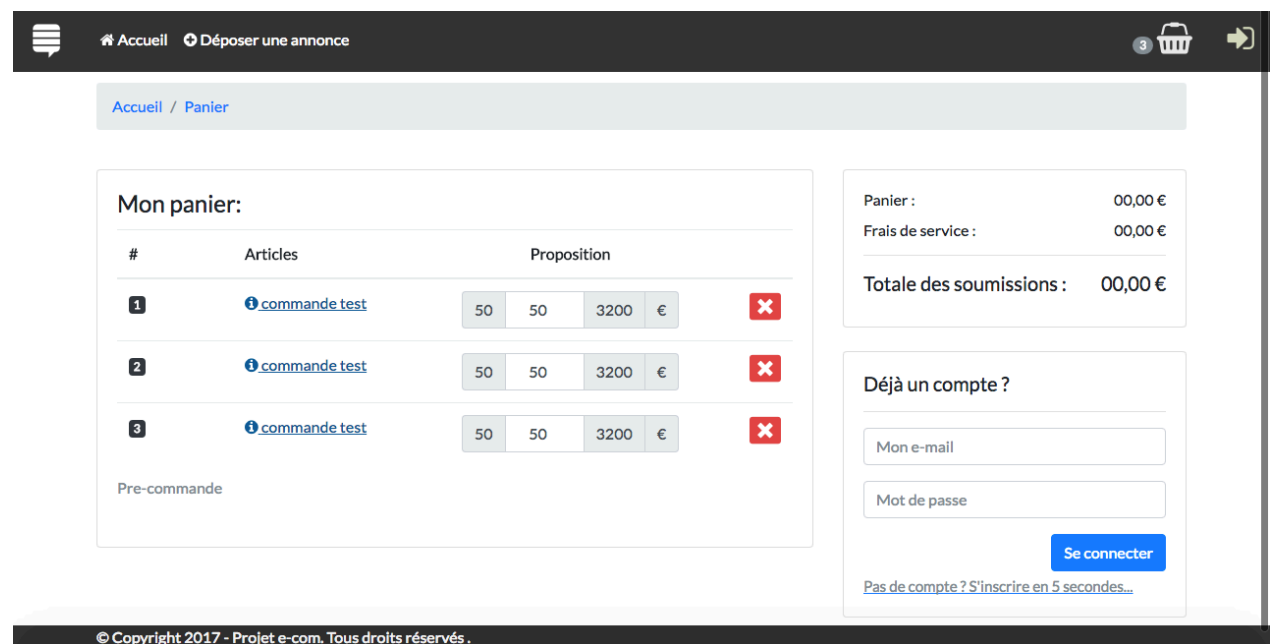 Accueil Déposer une annonce 3
Accueil / Panier
Mon panier:
# Articles Proposition
1 commande test 50 50 3200 €
2 commande test 50 50 3200 €
3 commande test 50 50 3200 €
Pre-commande
Panier : 00,00 €
Frais de service : 00,00 €
Totale des soumissions : 00,00 €
Déjà un compte ?
Mon e-mail
Mot de passe
Se connecter
Pas de compte ? S'inscrire en 5 secondes...
© Copyright 2017 - Projet e-com. Tous droits réservés .